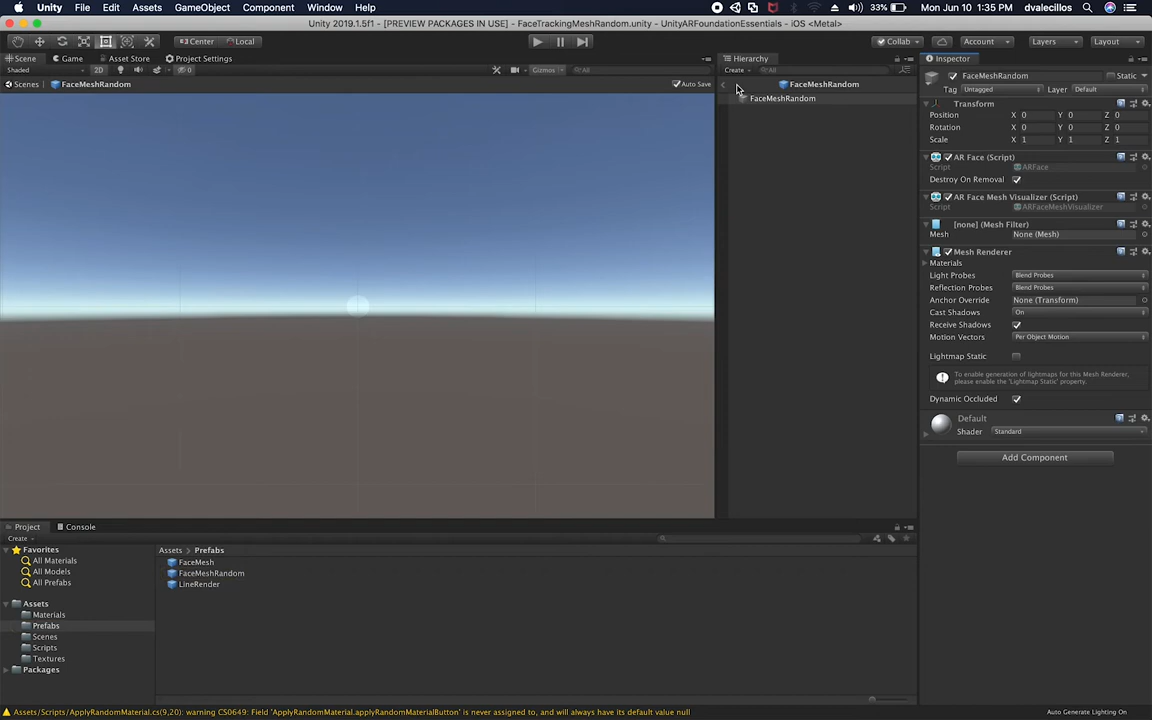 Unity File Edit Assets GameObject Component Window Help 33% Mon Jun 10 1:35 PM dvalecillos
Unity 2019.1.5f1 - [PREVIEW PACKAGES IN USE] - FaceTrackingMeshRandom.unity - UnityARFoundationEssentials - iOS <Metal>
Center Local Collab Account Layers Layout
Scene Game Asset Store Project Settings
Shaded 2D 0 Gizmos All
Scenes FaceMeshRandom Auto Save
Hierarchy
Create All
FaceMeshRandom
FaceMeshRandom
Inspector
FaceMeshRandom Static
Tag Untagged Layer Default
Transform
Position X 0 Y 0 Z 0
Rotation X 0 Y 0 Z 0
Scale X 1 Y 1 Z 1
AR Face (Script)
Script ARFace
Destroy On Removal
AR Face Mesh Visualizer (Script)
Script ARFaceMeshVisualizer
[none] (Mesh Filter)
Mesh None (Mesh)
Mesh Renderer
Materials
Light Probes Blend Probes
Reflection Probes Blend Probes
Anchor Override None (Transform)
Cast Shadows On
Receive Shadows
Motion Vectors Per Object Motion
Lightmap Static
To enable generation of lightmaps for this Mesh Renderer,
please enable the 'Lightmap Static' property.
Dynamic Occluded
Default
Shader Standard
Add Component
Project Console
Create
Favorites
All Materials
All Models
All Prefabs
Assets
Materials
Prefabs
Scenes
Scripts
Textures
Packages
Assets > Prefabs
FaceMesh
FaceMeshRandom
LineRender
Assets/Scripts/ApplyRandomMaterial.cs(9,20): warning CS0649: Field 'ApplyRandomMaterial.applyRandomMaterialButton' is never assigned to, and will always have its default value null
Auto Generate Lighting On